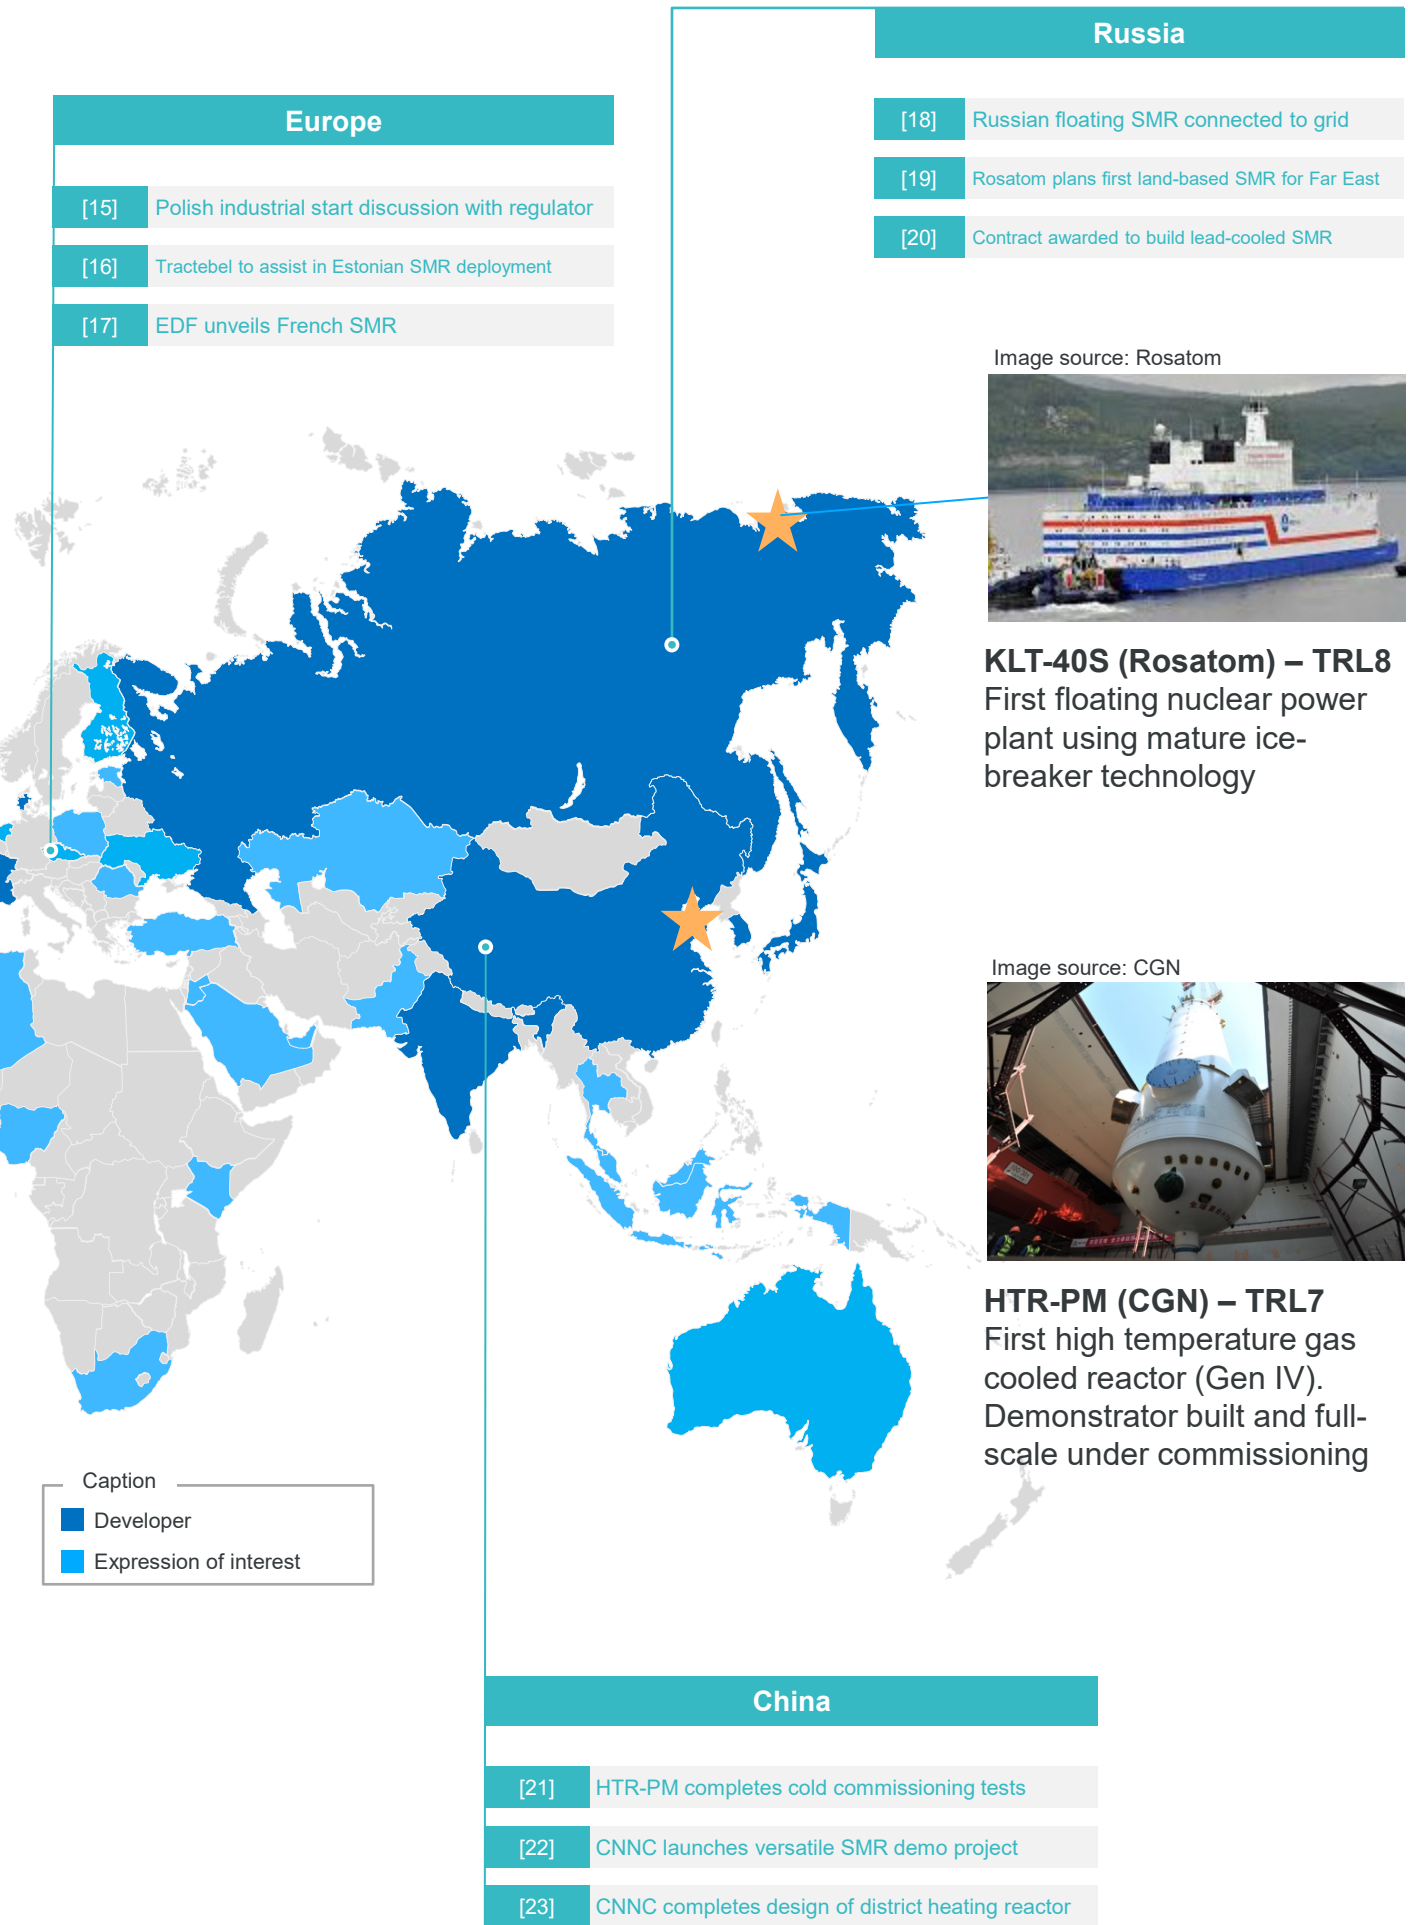 Russia
[18] Russian floating SMR connected to grid
[19] Rosatom plans first land-based SMR for Far East
[20] Contract awarded to build lead-cooled SMR
Europe
[15] Polish industrial start discussion with regulator
[16] Tractebel to assist in Estonian SMR deployment
[17] EDF unveils French SMR
Image source: Rosatom
KLT-40S (Rosatom) – TRL8
First floating nuclear power
plant using mature ice-
breaker technology
Image source: CGN
HTR-PM (CGN) – TRL7
First high temperature gas
cooled reactor (Gen IV).
Demonstrator built and full-
scale under commissioning
Caption
Developer
Expression of interest
China
[21] HTR-PM completes cold commissioning tests
[22] CNNC launches versatile SMR demo project
[23] CNNC completes design of district heating reactor